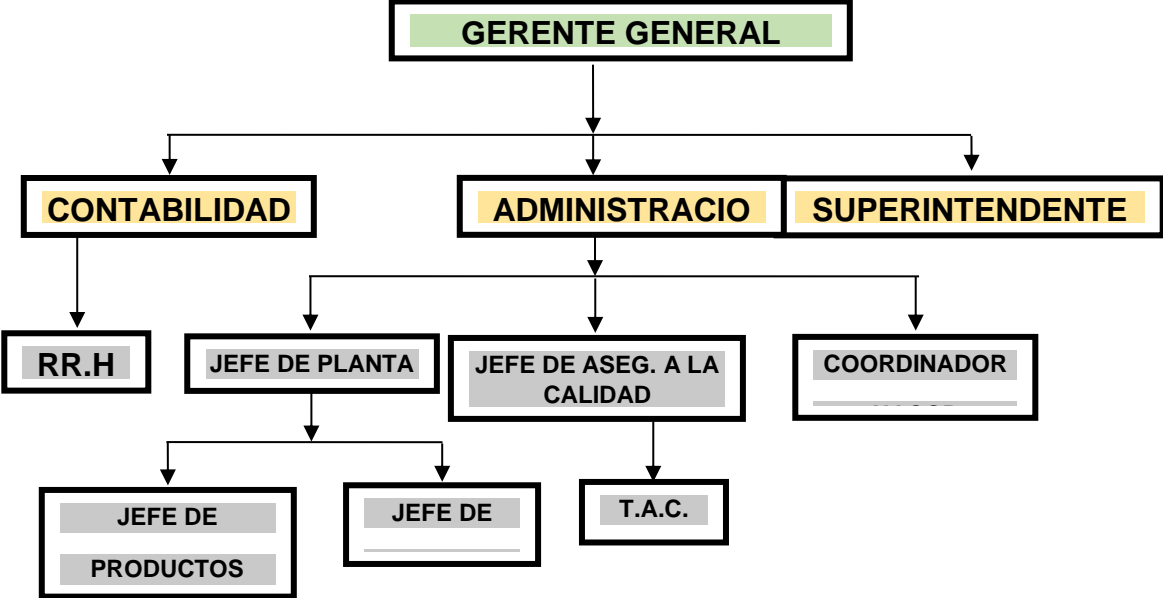 GERENTE GENERAL
CONTABILIDAD
ADMINISTRACIO
SUPERINTENDENTE
RR.H
JEFE DE PLANTA
JEFE DE ASEG. A LA
CALIDAD
COORDINADOR
JEFE DE
PRODUCTOS
JEFE DE
T.A.C.